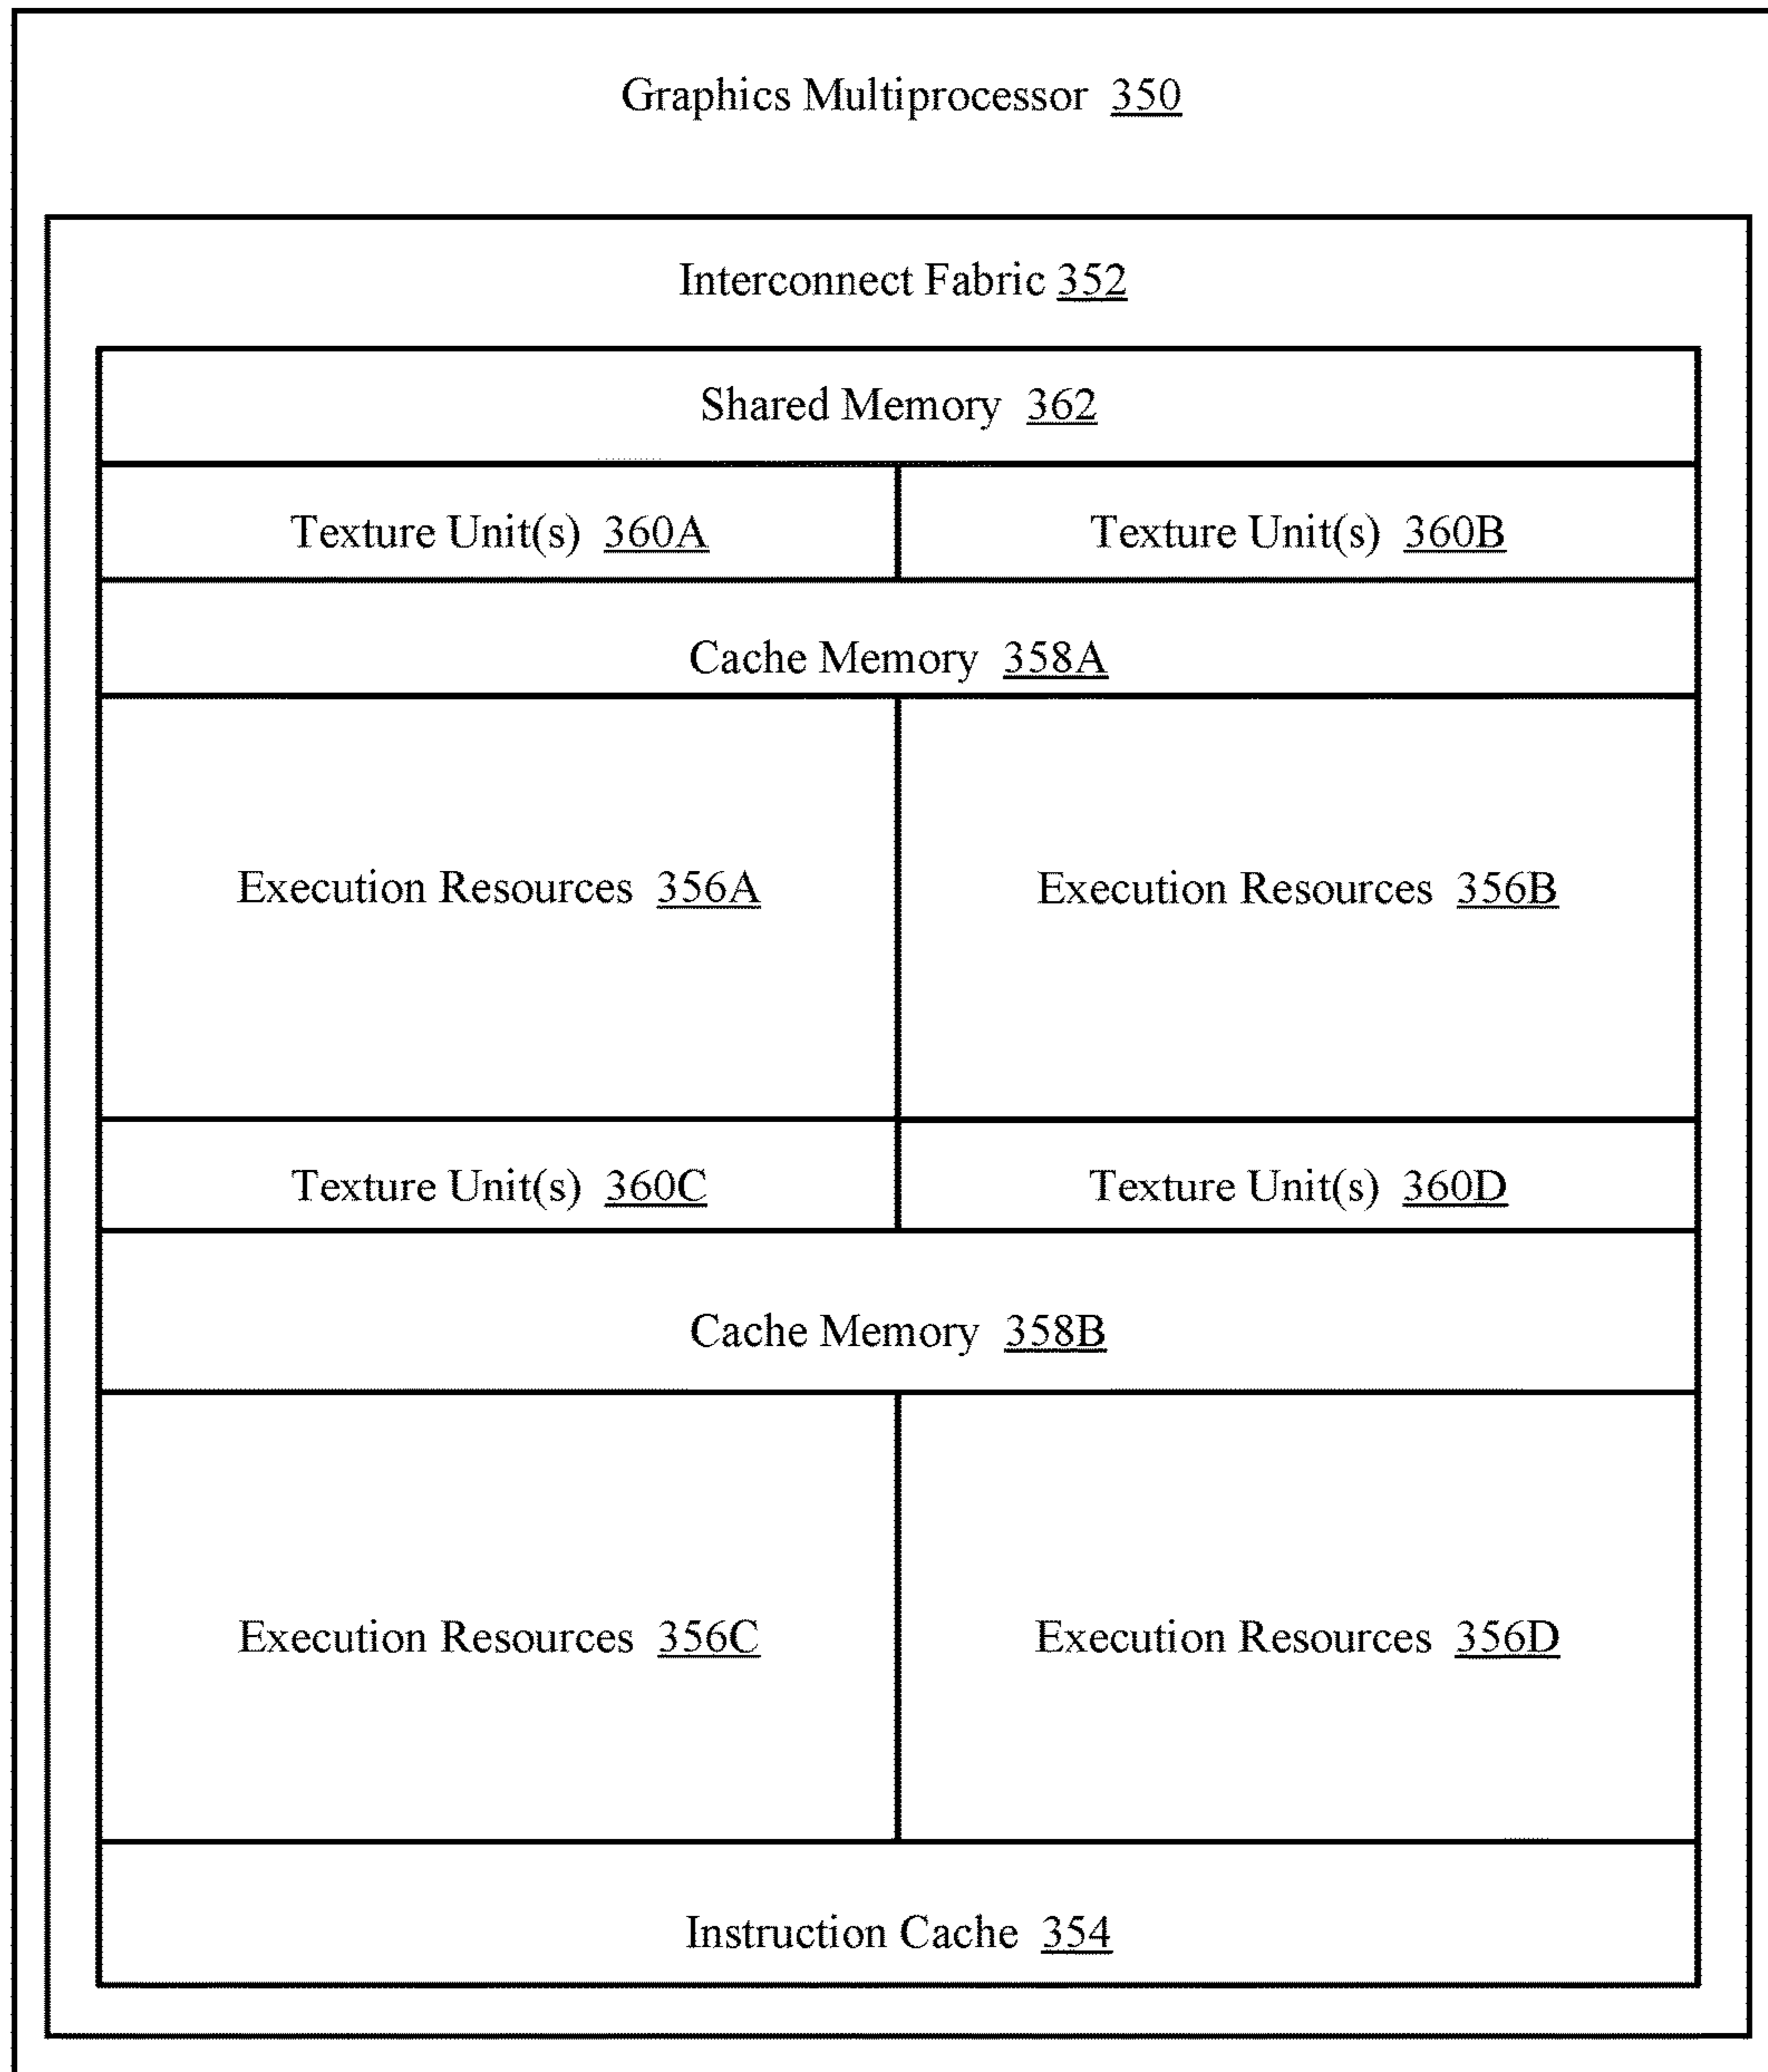 Graphics Multiprocessor 350
Interconnect Fabric 352
Shared Memory 362
Texture Unit(s) 360A
Texture Unit(s) 360B
Cache Memory 358A
Execution Resources 356A
Execution Resources 356B
Texture Unit(s) 360C
Texture Unit(s) 360D
Cache Memory 358B
Execution Resources 356C
Execution Resources 356D
Instruction Cache 354